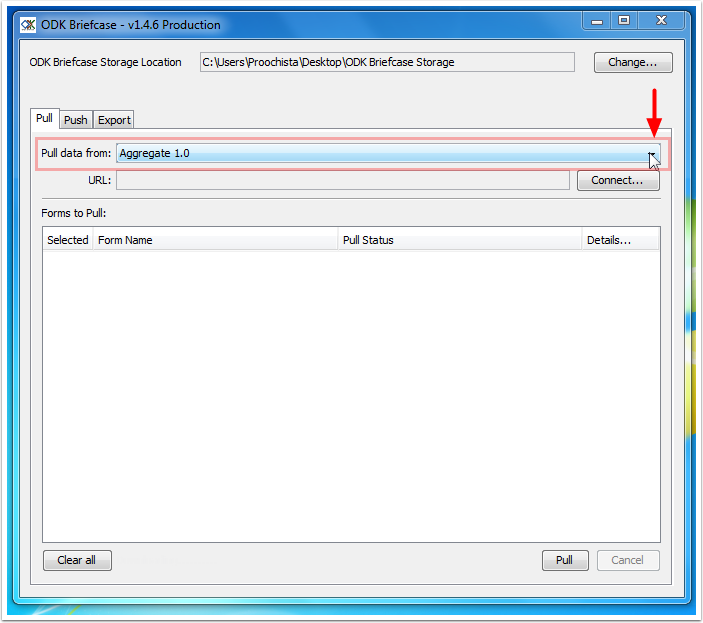 ODK Briefcase - v1.4.6 Production
ODK Briefcase Storage Location C:\Users\Proochista\Desktop\ODK Briefcase Storage Change...
Pull Push Export
Pull data from: Aggregate 1.0
URL: Connect...
Forms to Pull:
Selected Form Name Pull Status Details...
Clear all Pull Cancel